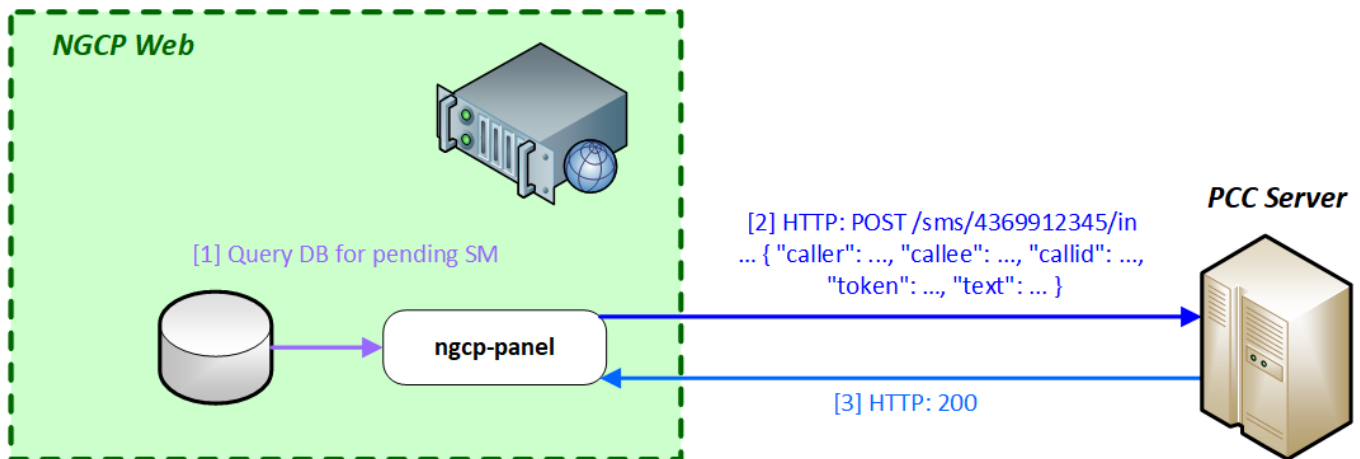 NGCP Web
PCC Server
[2] HTTP: POST /sms/4369912345/in
... { "caller": ..., "callee": ..., "callid": ...,
"token": ..., "text": ... }
[1] Query DB for pending SM
ngcp-panel
[3] HTTP: 200